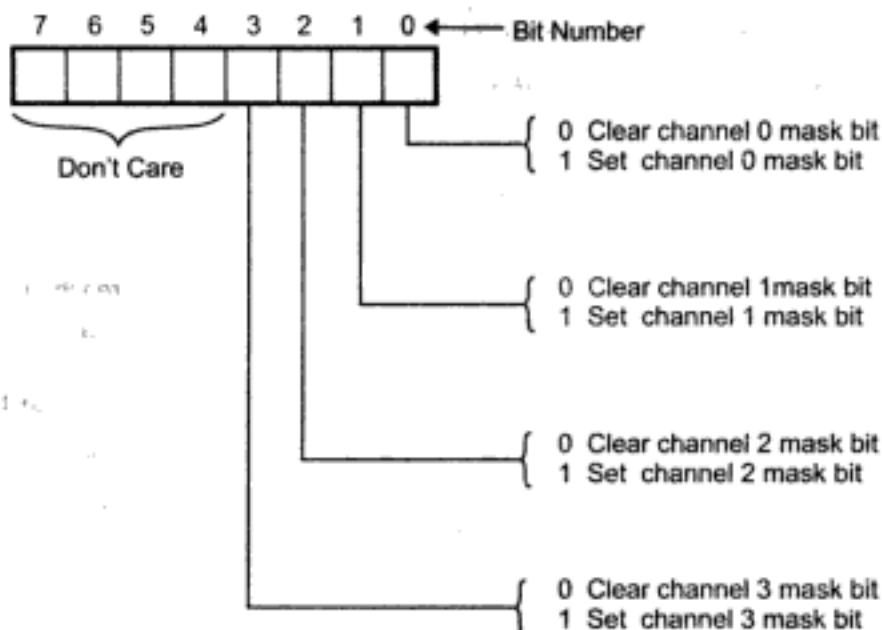 7 6 5 4 3 2 1 0 Bit Number
Don't Care
0 Clear channel 0 mask bit
1 Set channel 0 mask bit
0 Clear channel 1mask bit
1 Set channel 1 mask bit
0 Clear channel 2 mask bit
1 Set channel 2 mask bit
0 Clear channel 3 mask bit
1 Set channel 3 mask bit